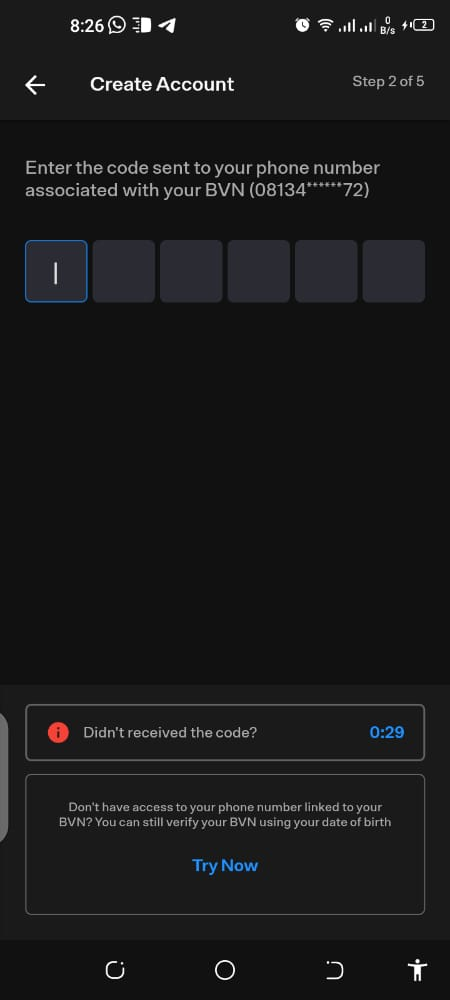 8:26
0
B/s
2
Create Account
Step 2 of 5
Enter the code sent to your phone number
associated with your BVN (08134******72)
Didn't received the code?
0:29
Don't have access to your phone number linked to your
BVN? You can still verify your BVN using your date of birth
Try Now